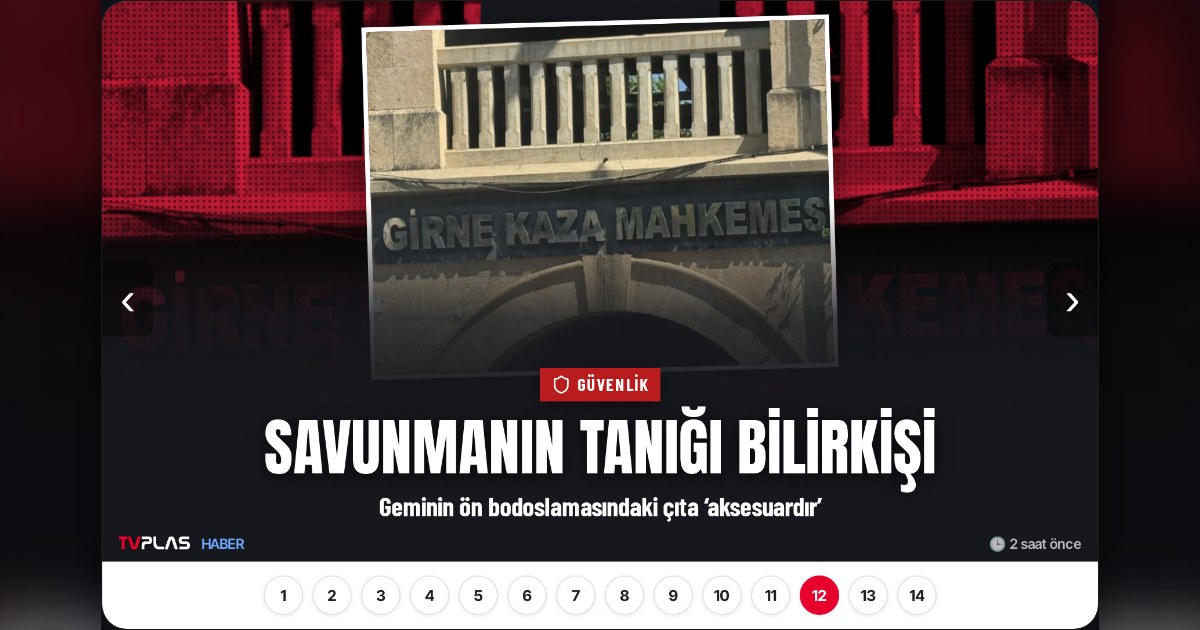 GİRNE KAZA MAHKEMES
GÜVENLİK
SAVUNMANIN TANIĞI BİLİRKİŞİ
Geminin ön bodoslamasındaki çıta ‘aksesuardır’
TVPLAS HABER
2 saat önce
1 2 3 4 5 6 7 8 9 10 11 12 13 14